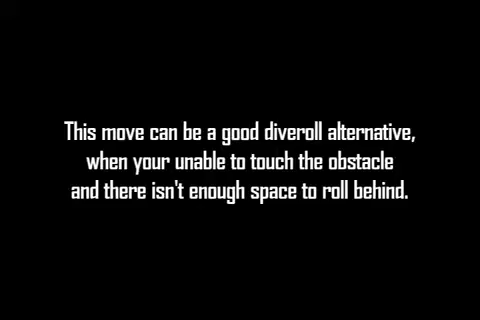 This move can be a good diveroll alternative,
when your unable to touch the obstacle
and there isn't enough space to roll behind.